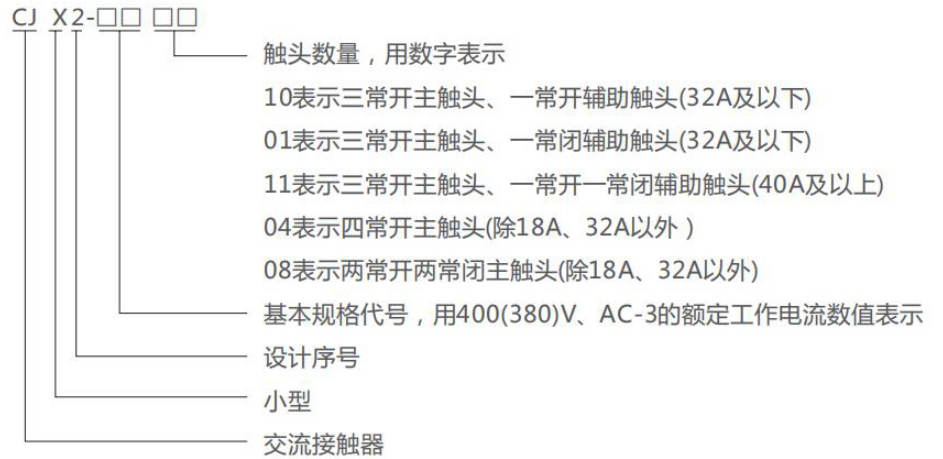 CJ X2-□□ □□
触头数量，用数字表示
10表示三常开主触头、一常开辅助触头(32A及以下)
01表示三常开主触头、一常闭辅助触头(32A及以下)
11表示三常开主触头、一常开一常闭辅助触头(40A及以上)
04表示四常开主触头(除18A、32A以外）
08表示两常开两常闭主触头(除18A、32A以外)
基本规格代号，用400(380)V、AC-3的额定工作电流数值表示
设计序号
小型
交流接触器